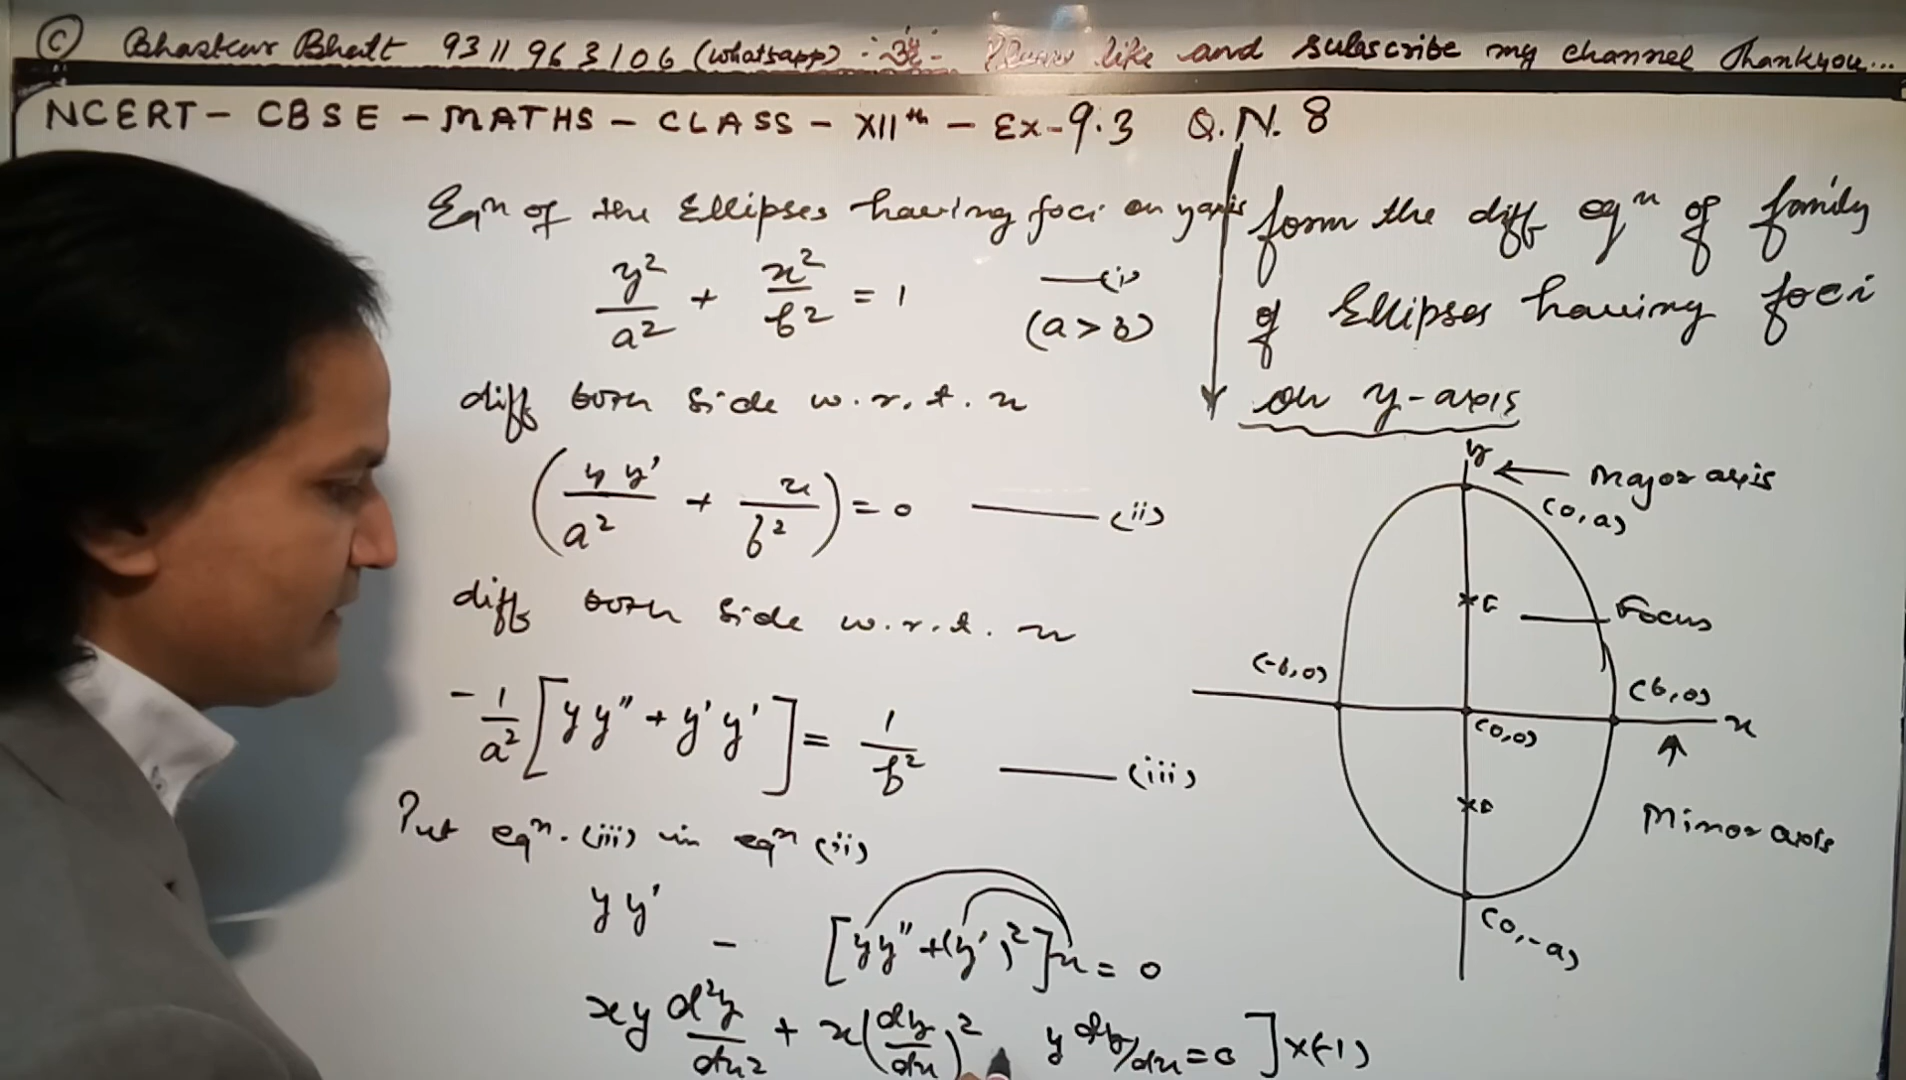 © Bhaskar Bhatt 9311963106 (whatsapp) :- Please like and subscribe my channel Thankyou...
NCERT - CBSE - MATHS - CLASS - XIIth - Ex-9.3 Q.N. 8
Eqn of the Ellipses having foci on y axis
y²/a² + x²/b² = 1 —(i)
(a > b)
diff both side w.r.t. x
(y y'/a² + x/b²) = 0 —(ii)
diff both side w.r.t. x
-1/a² [y y'' + y' y'] = 1/b² —(iii)
Put eqn. (iii) in eqn (ii)
y y' - [y y'' + (y')²]x = 0
xy d²y/dx² + x(dy/dx)² y dy/dx = 0 ] x(-1)
form the diff eqn of family
of Ellipses having foci
on y-axis
y
Major axis
(0, a)
Focus
(-b, 0)
(b, 0)
x
(0, 0)
Minor axis
(0, -a)